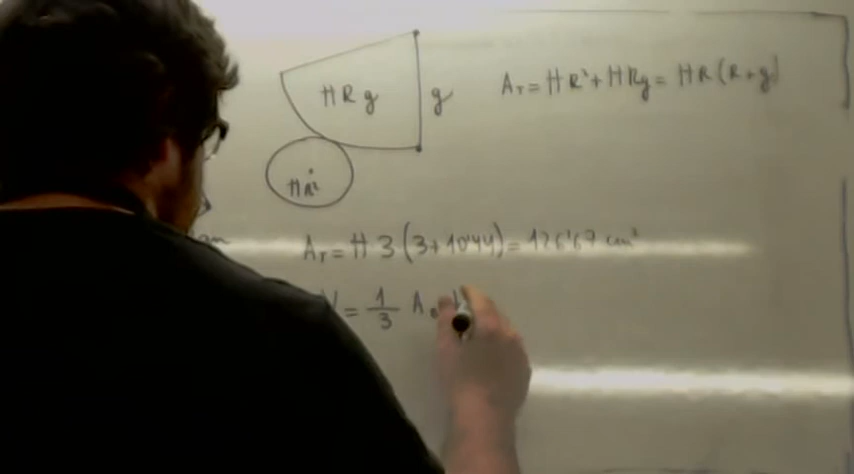 πRg
g
A_T = πR² + πRg = πR(R+g)
πR²
A_T = π 3 (3+10'44) = 126'67 cm²
V = 1/3 A_B